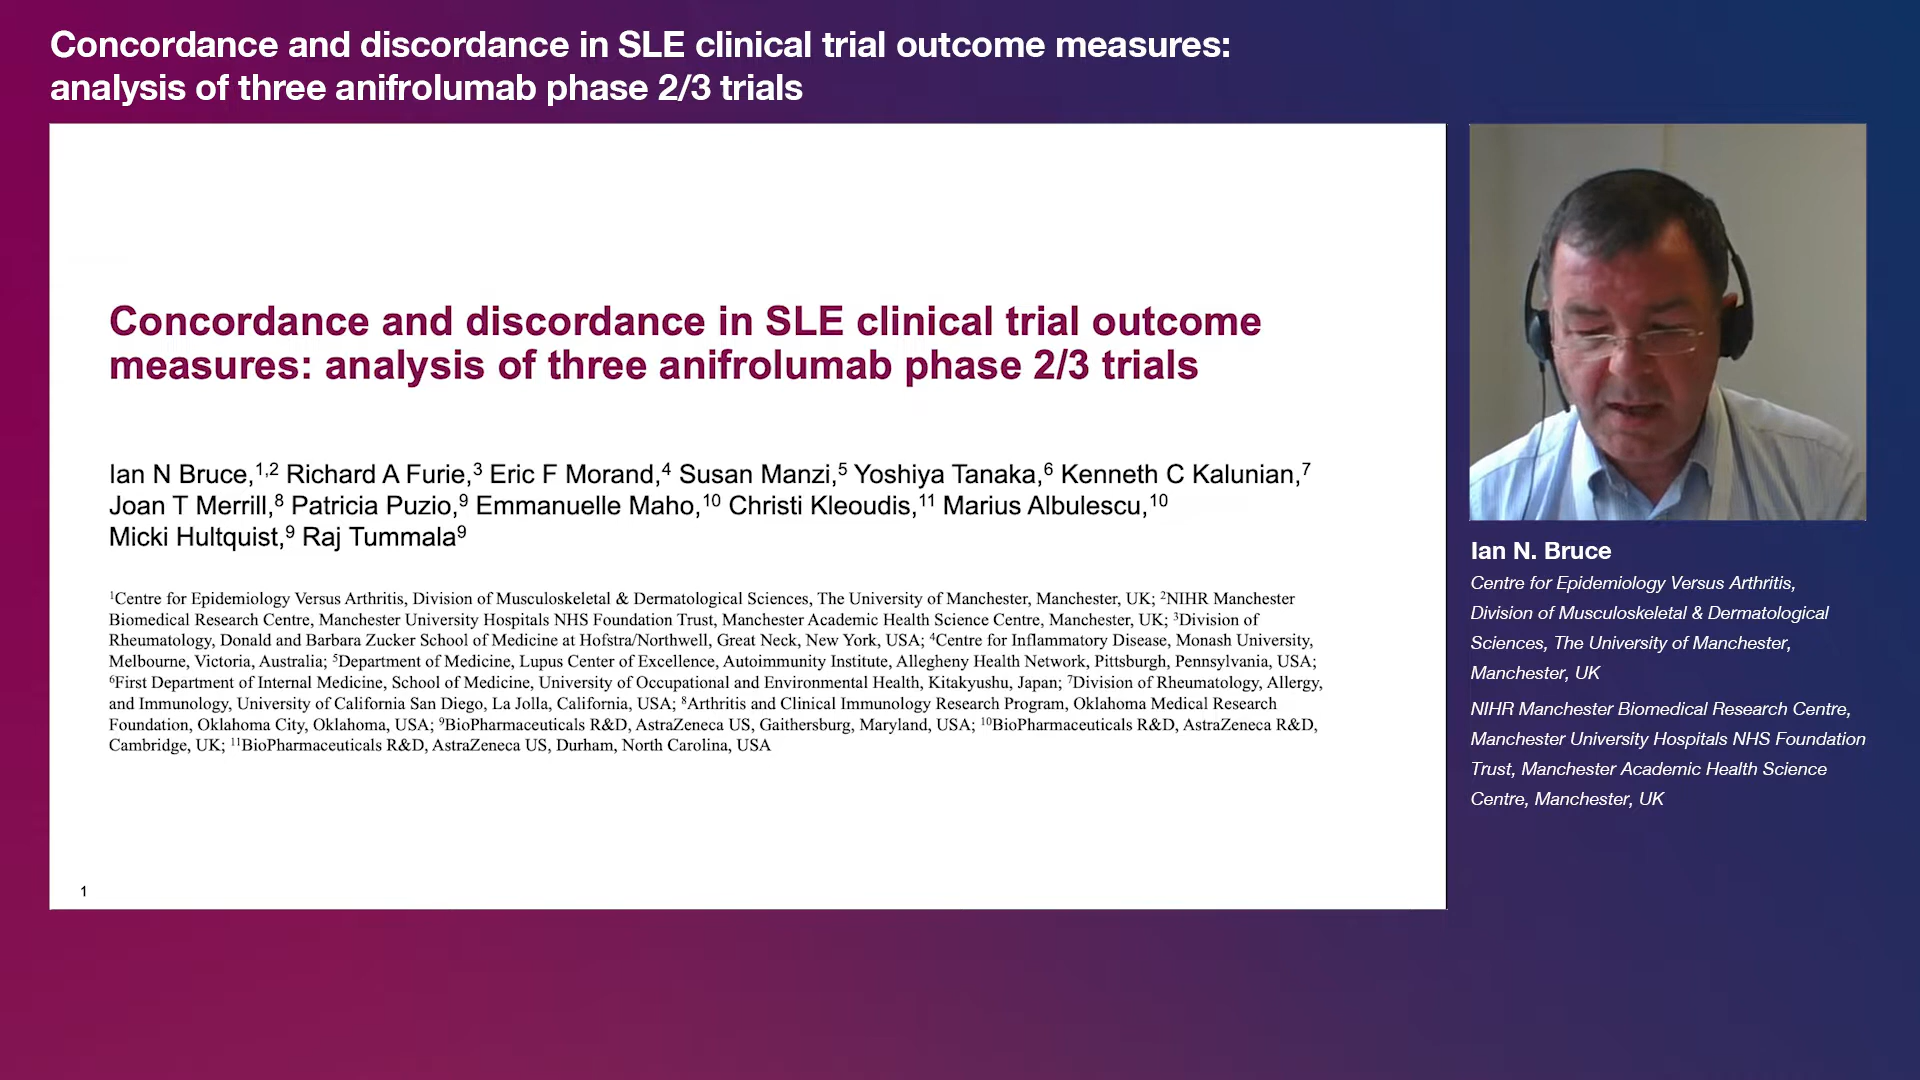 Concordance and discordance in SLE clinical trial outcome measures:
analysis of three anifrolumab phase 2/3 trials
Concordance and discordance in SLE clinical trial outcome
measures: analysis of three anifrolumab phase 2/3 trials
Ian N Bruce,1,2 Richard A Furie,3 Eric F Morand,4 Susan Manzi,5 Yoshiya Tanaka,6 Kenneth C Kalunian,7
Joan T Merrill,8 Patricia Puzio,9 Emmanuelle Maho,10 Christi Kleoudis,11 Marius Albulescu,10
Micki Hultquist,9 Raj Tummala9
1Centre for Epidemiology Versus Arthritis, Division of Musculoskeletal & Dermatological Sciences, The University of Manchester, Manchester, UK; 2NIHR Manchester
Biomedical Research Centre, Manchester University Hospitals NHS Foundation Trust, Manchester Academic Health Science Centre, Manchester, UK; 3Division of
Rheumatology, Donald and Barbara Zucker School of Medicine at Hofstra/Northwell, Great Neck, New York, USA; 4Centre for Inflammatory Disease, Monash University,
Melbourne, Victoria, Australia; 5Department of Medicine, Lupus Center of Excellence, Autoimmunity Institute, Allegheny Health Network, Pittsburgh, Pennsylvania, USA;
6First Department of Internal Medicine, School of Medicine, University of Occupational and Environmental Health, Kitakyushu, Japan; 7Division of Rheumatology, Allergy,
and Immunology, University of California San Diego, La Jolla, California, USA; 8Arthritis and Clinical Immunology Research Program, Oklahoma Medical Research
Foundation, Oklahoma City, Oklahoma, USA; 9BioPharmaceuticals R&D, AstraZeneca US, Gaithersburg, Maryland, USA; 10BioPharmaceuticals R&D, AstraZeneca R&D,
Cambridge, UK; 11BioPharmaceuticals R&D, AstraZeneca US, Durham, North Carolina, USA
1
Ian N. Bruce
Centre for Epidemiology Versus Arthritis,
Division of Musculoskeletal & Dermatological
Sciences, The University of Manchester,
Manchester, UK
NIHR Manchester Biomedical Research Centre,
Manchester University Hospitals NHS Foundation
Trust, Manchester Academic Health Science
Centre, Manchester, UK